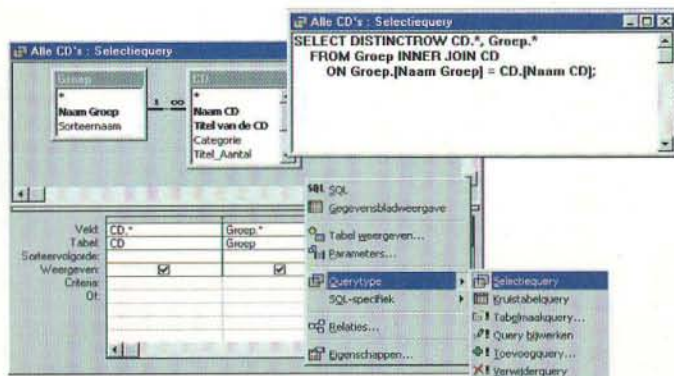 Alle CD's : Selectiequery
SELECT DISTINCTROW CD.*, Groep.*
FROM Groep INNER JOIN CD
ON Groep.[Naam Groep] = CD.[Naam CD];
Alle CD's : Selectiequery
Groep
*
Naam Groep
Sorteernaam
1 ∞
CD
*
Naam CD
Titel van de CD
Categorie
Titel_Aantal
Veld: CD.* Groep.*
Tabel: CD Groep
Sorteervolgorde:
Weergeven:
Criteria:
Of:
SQL SQL
Gegevensbladweergave
Tabel weergeven...
Parameters...
Querytype
SQL-specifiek
Relaties...
Eigenschappen...
Selectiequery
Kruistabelquery
Tabelmaakquery...
Query bijwerken
Toevoegquery...
Verwijderquery